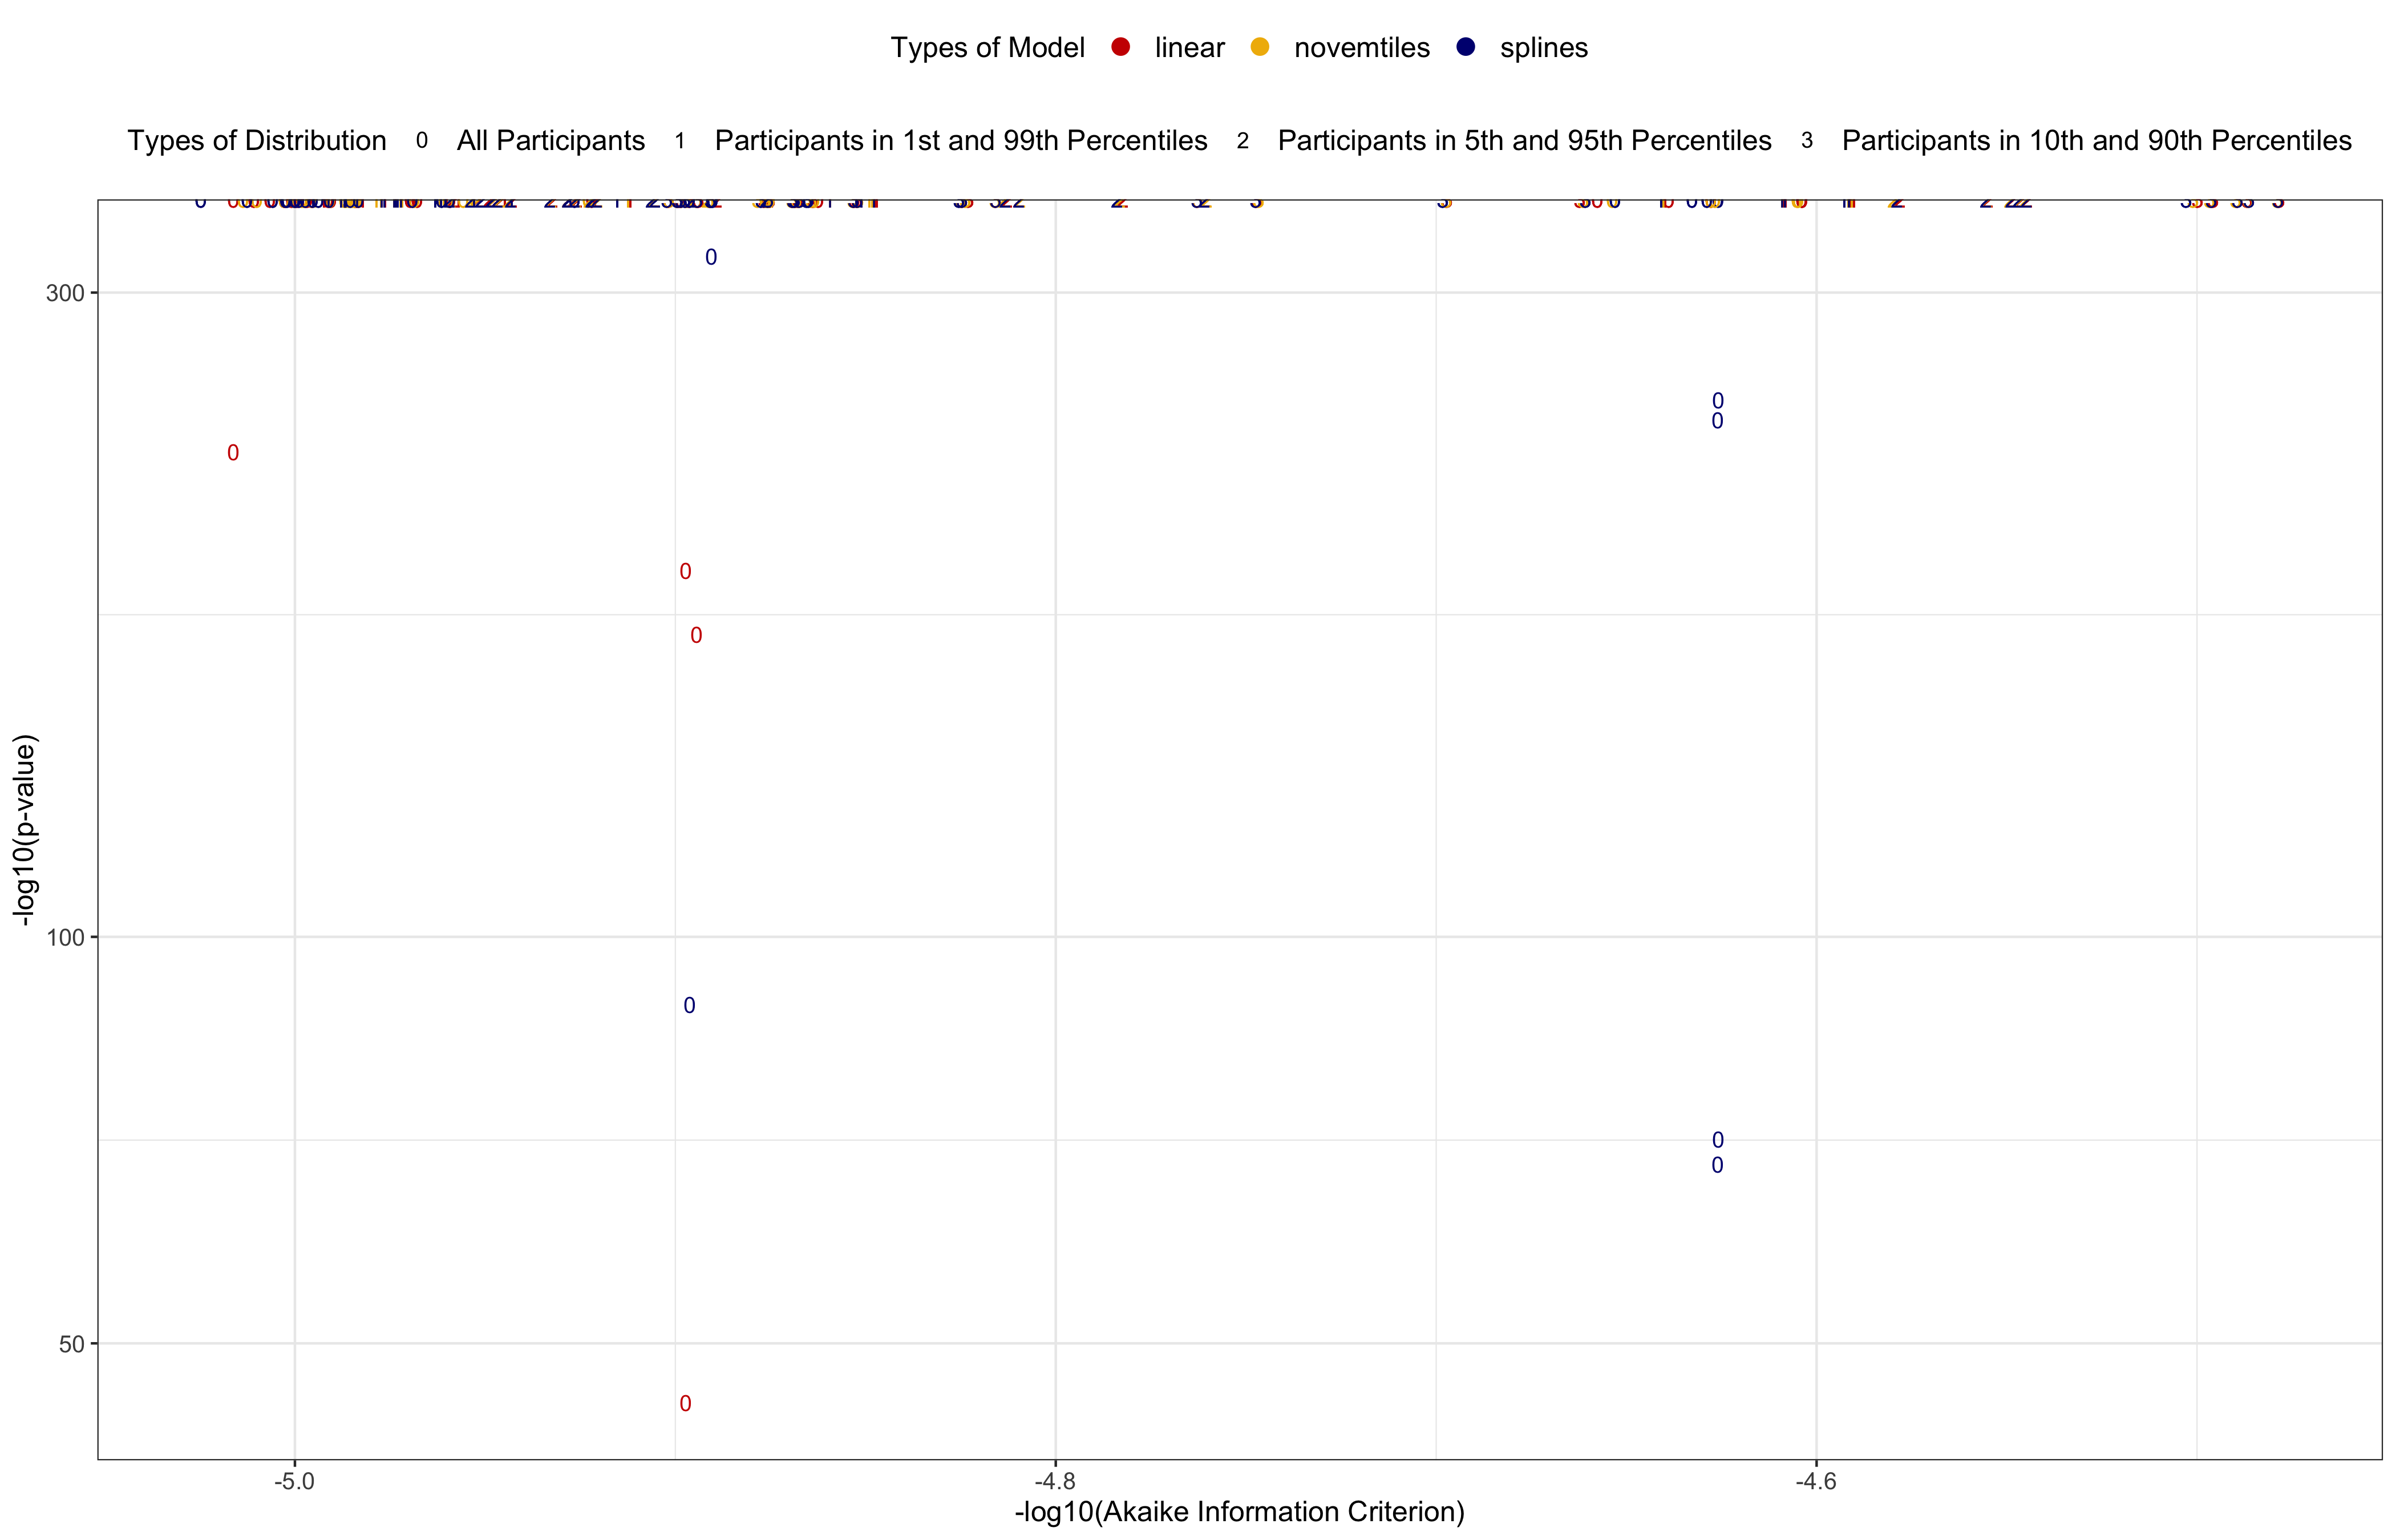 Types of Model linear novemtiles splines
Types of Distribution 0 All Participants 1 Participants in 1st and 99th Percentiles 2 Participants in 5th and 95th Percentiles 3 Participants in 10th and 90th Percentiles
0
300
0
0
0
0
0
-log10(p-value)
100
0
0
0
50
0
-5.0 -4.8 -4.6
-log10(Akaike Information Criterion)